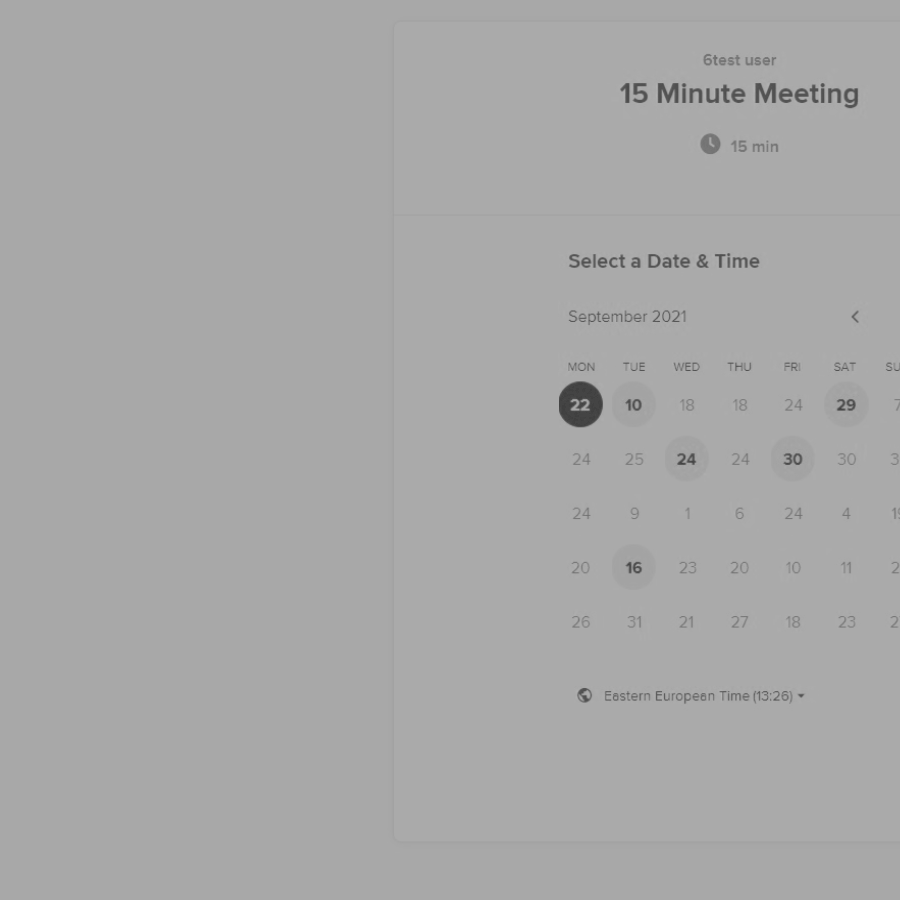 6test user
15 Minute Meeting
15 min
Select a Date & Time
September 2021
MON TUE WED THU FRI SAT SU
22 10 18 18 24 29 7
24 25 24 24 30 30 3
24 9 1 6 24 4
20 16 23 20 10 11 2
26 31 21 27 18 23 2
Eastern European Time (13:26)